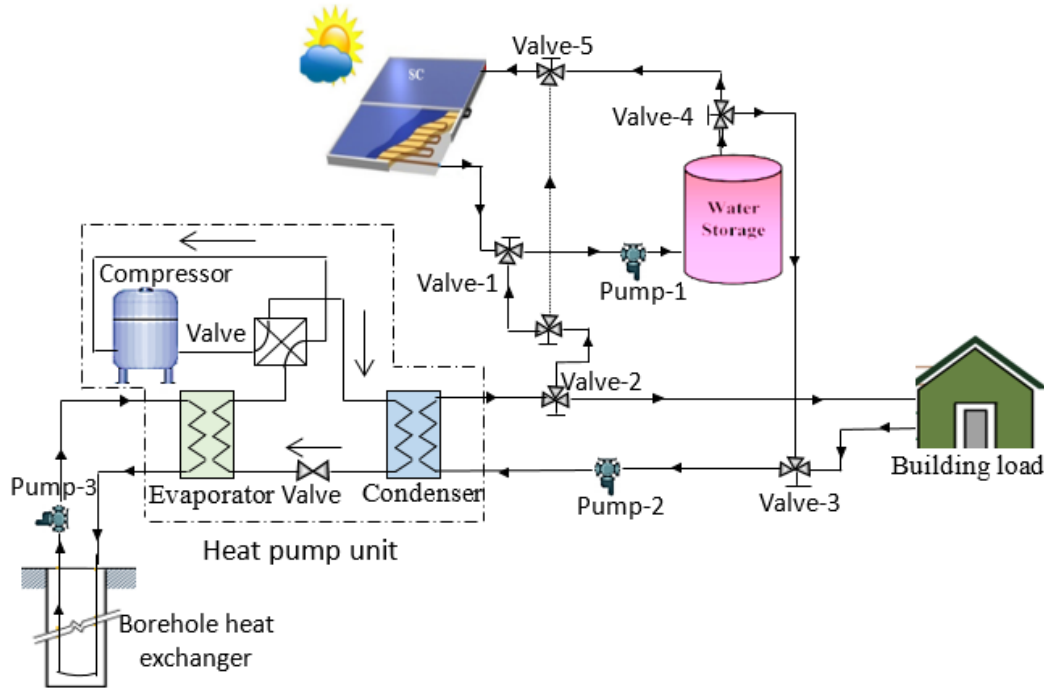 Valve-5
SC
Valve-4
Water
Storage
Compressor
Valve-1
Pump-1
Valve
Valve-2
Building load
Pump-3
Evaporator
Valve
Condenser
Pump-2
Valve-3
Heat pump unit
Borehole heat
exchanger